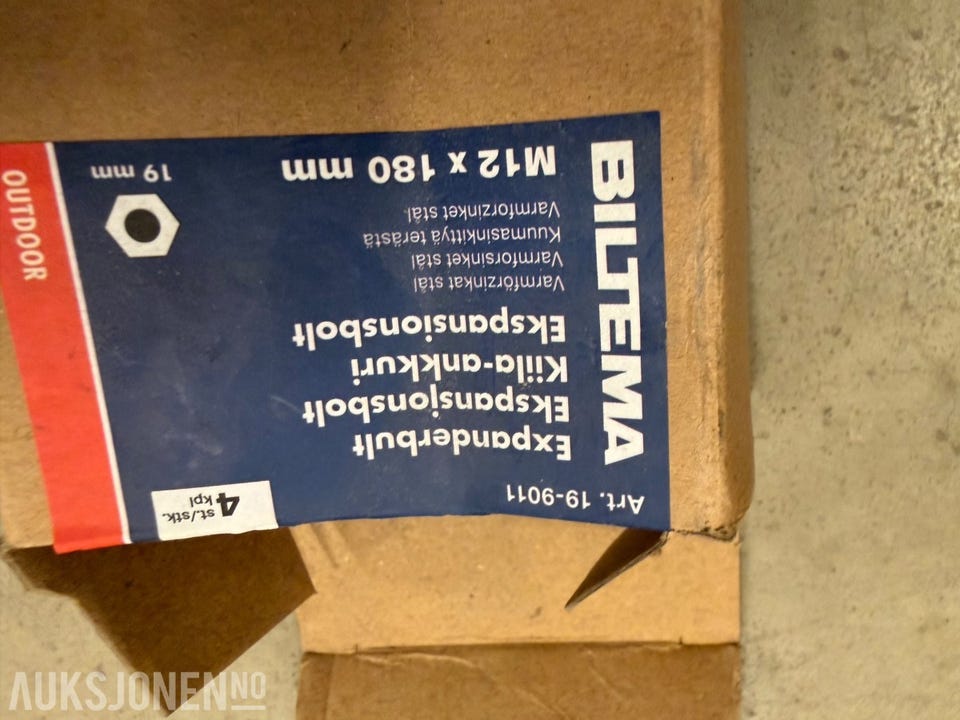 Art. 19-9011
BILTEMA
Expanderbult
Ekspansjonsbolt
Kiila-ankkuri
Ekspansionsbolt
Varmförzinkat stål
Varmforsinket stål
Kuumasinkittyä terästä
Varmforzinket stål.
M12 x 180 mm
4 st./stk.
kpl
19 mm
OUTDOOR
AUKSJONEN.NO